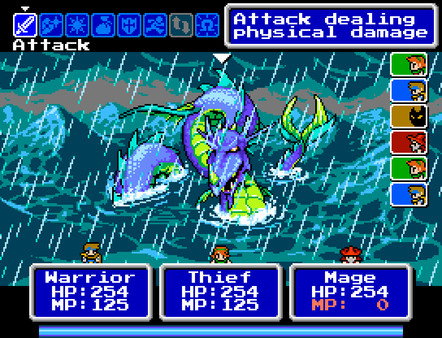 Attack dealing
physical damage
Attack
Warrior
HP:254
MP:125
Thief
HP:254
MP:125
Mage
HP:254
MP: 0